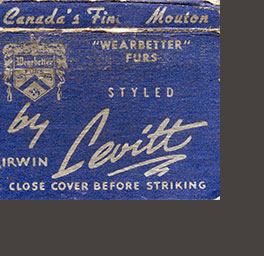 Canada's Fin Mouton
"WEARBETTER"
FURS
Wearbetter
STYLED
by
IRWIN Levitt
CLOSE COVER BEFORE STRIKING